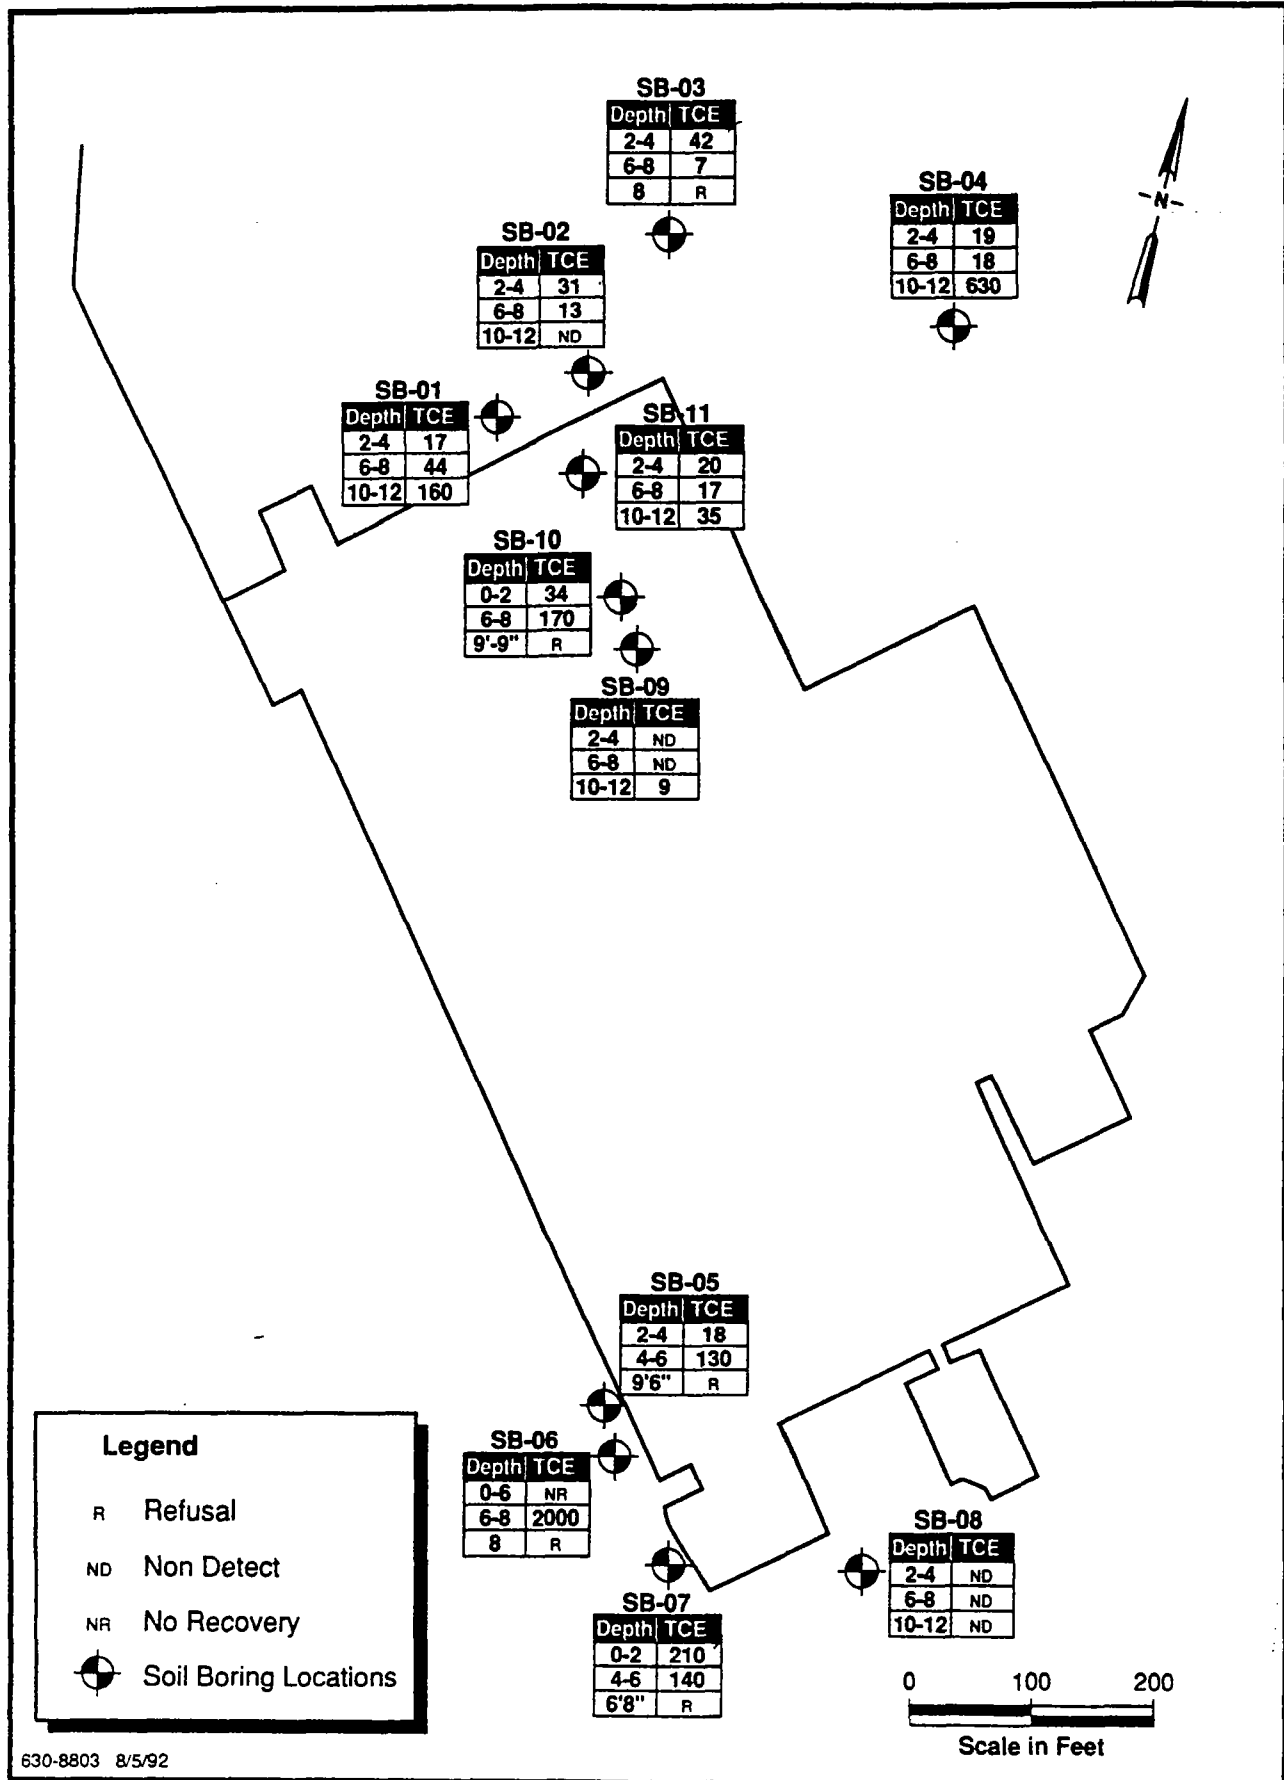 SB-03
Depth TCE
2-4 42
6-8 7
8 R
SB-04
Depth TCE
2-4 19
6-8 18
10-12 630
N
SB-02
Depth TCE
2-4 31
6-8 13
10-12 ND
SB-01
Depth TCE
2-4 17
6-8 44
10-12 160
SB-11
Depth TCE
2-4 20
6-8 17
10-12 35
SB-10
Depth TCE
0-2 34
6-8 170
9'-9" R
SB-09
Depth TCE
2-4 ND
6-8 ND
10-12 9
SB-05
Depth TCE
2-4 18
4-6 130
9'6" R
SB-06
Depth TCE
0-6 NR
6-8 2000
8 R
SB-07
Depth TCE
0-2 210
4-6 140
6'8" R
SB-08
Depth TCE
2-4 ND
6-8 ND
10-12 ND
Legend
R Refusal
ND Non Detect
NR No Recovery
Soil Boring Locations
0 100 200
Scale in Feet
630-8803 8/5/92